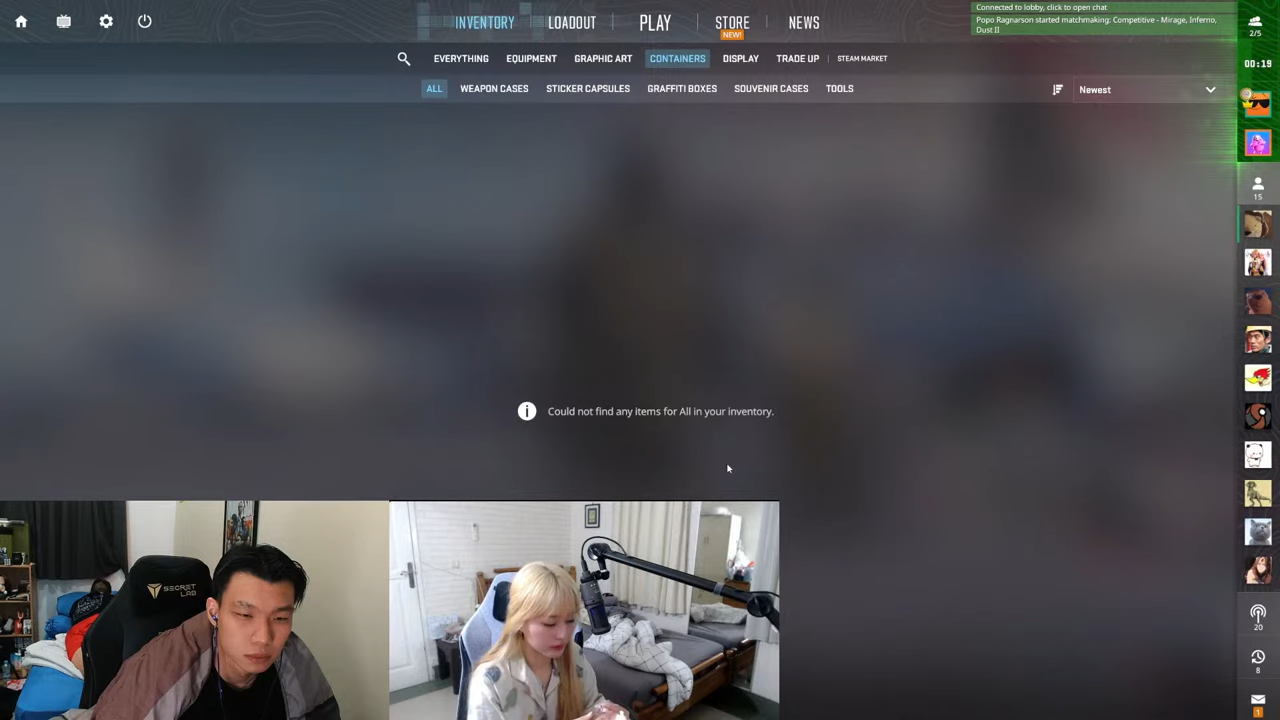 INVENTORY
LOADOUT
PLAY
STORE
NEW!
NEWS
Connected to lobby, click to open chat
Popo Ragnarson started matchmaking: Competitive - Mirage, Inferno,
Dust II
2/5
00:19
EVERYTHING
EQUIPMENT
GRAPHIC ART
CONTAINERS
DISPLAY
TRADE UP
STEAM MARKET
ALL
WEAPON CASES
STICKER CAPSULES
GRAFFITI BOXES
SOUVENIR CASES
TOOLS
Newest
15
Could not find any items for All in your inventory.
SECRET
LAB
20
8
1